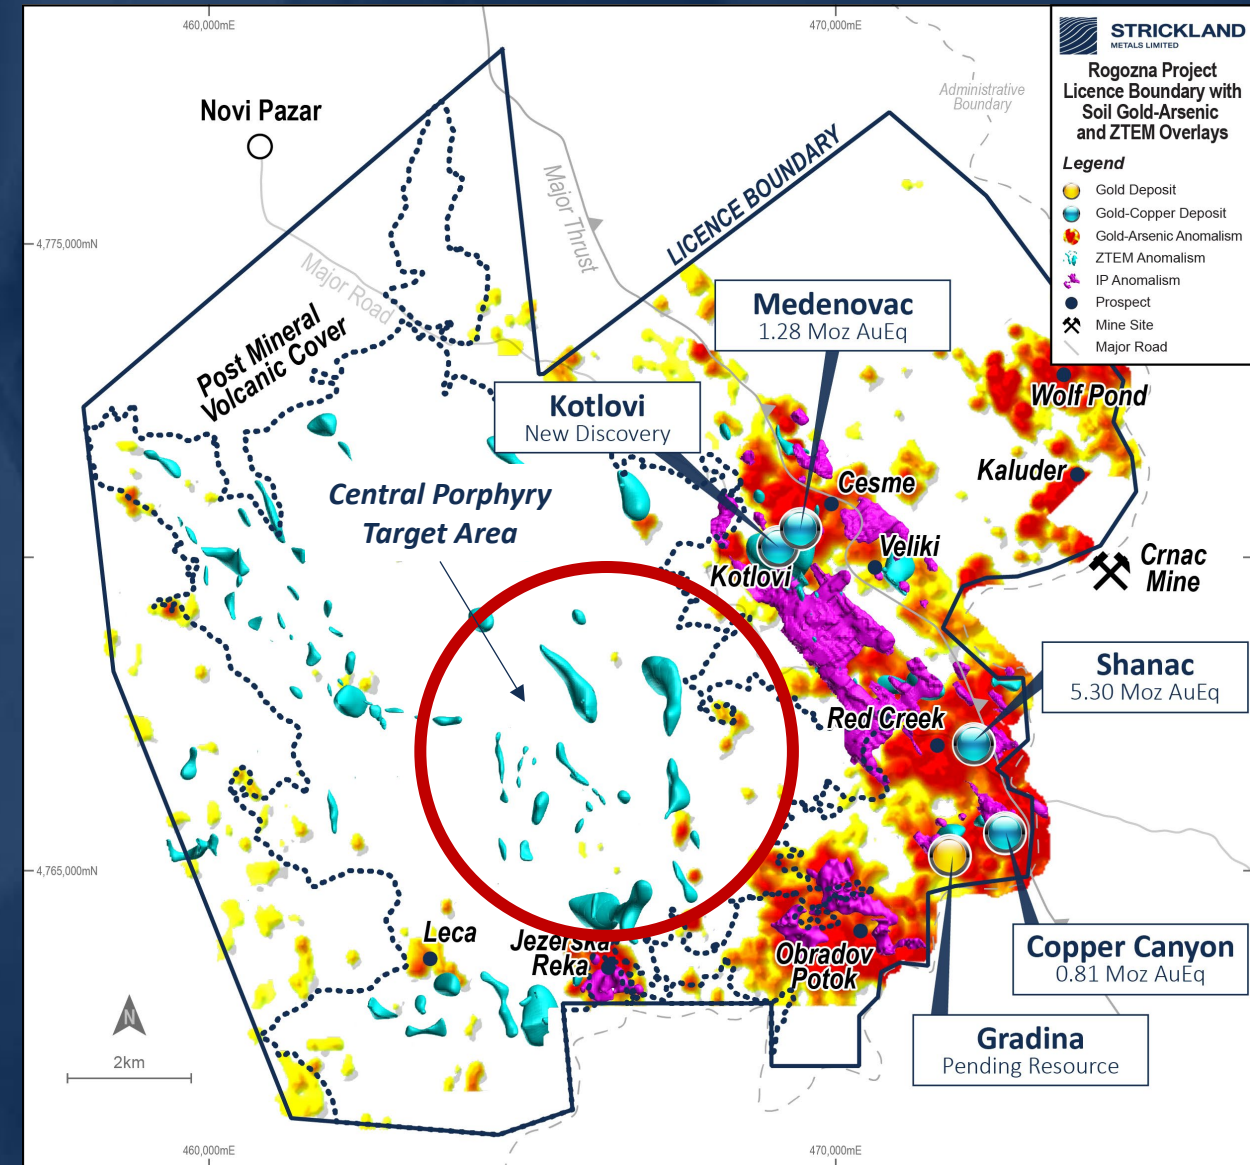 460,000mE
470,000mE
STRICKLAND
METALS LIMITED
Rogozna Project
Licence Boundary with
Soil Gold-Arsenic
and ZTEM Overlays
Legend
Gold Deposit
Gold-Copper Deposit
Gold-Arsenic Anomalism
ZTEM Anomalism
IP Anomalism
Prospect
Mine Site
Major Road
Administrative
Boundary
Novi Pazar
Major Thrust
LICENCE BOUNDARY
4,775,000mN
Major Road
Post Mineral
Volcanic Cover
Medenovac
1.28 Moz AuEq
Kotlovi
New Discovery
Wolf Pond
Kaluder
Cesme
Central Porphyry
Target Area
Veliki
Kotlovi
Crnac
Mine
Shanac
5.30 Moz AuEq
Red Creek
4,765,000mN
Leca
Jezerska
Reka
Obradov
Potok
Copper Canyon
0.81 Moz AuEq
N
2km
Gradina
Pending Resource
460,000mE
470,000mE